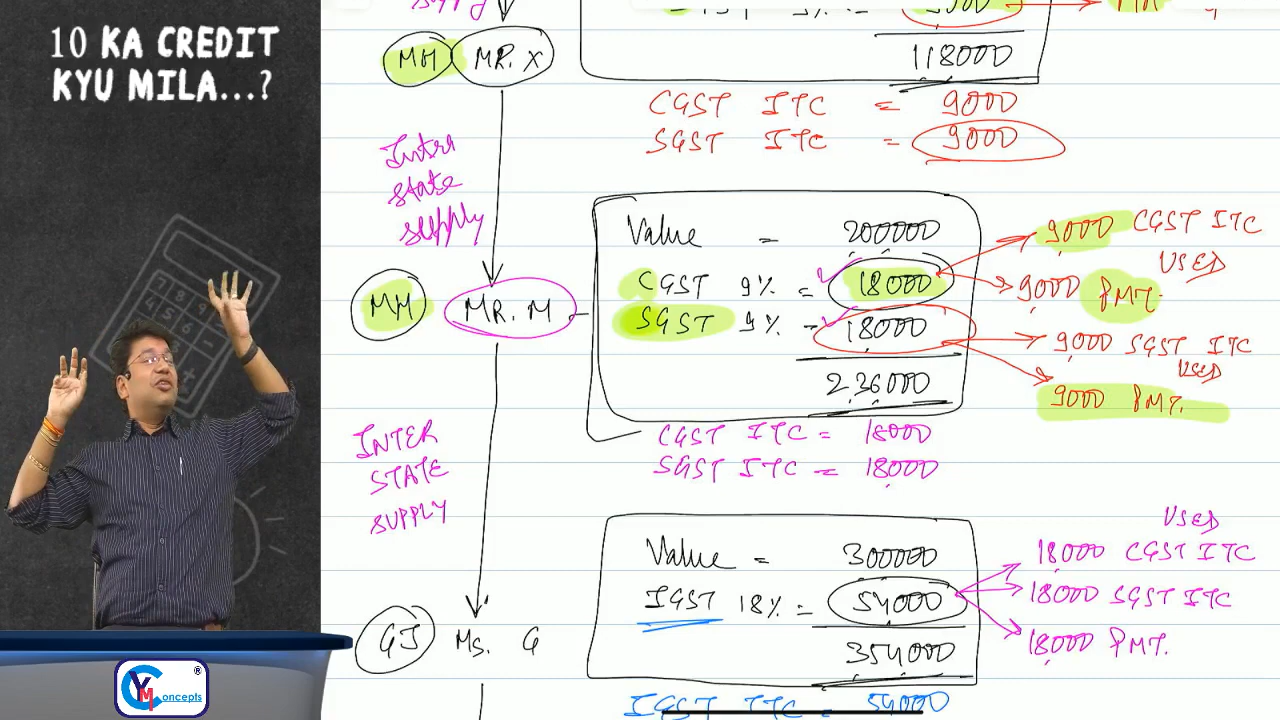 10 KA CREDIT
KYU MILA...?
MM MR. X
118000
CGST ITC = 9000
SGST ITC = 9000
state
supply
Value = 200000
CGST 9% = 18000
SGST 9% - 18000
236000
9000 CGST ITC
USED
9000 PMT.
9000 SGST ITC
USED
9000 PMT.
MM MR. M
CGST ITC = 18000
SGST ITC = 18000
INTER
STATE
SUPPLY
Value = 300000
IGST 18% = 54000
354000
USED
18000 CGST ITC
18000 SGST ITC
18000 PMT.
GJ Ms. G
IGST ITC = 54000
CYM Concepts ®